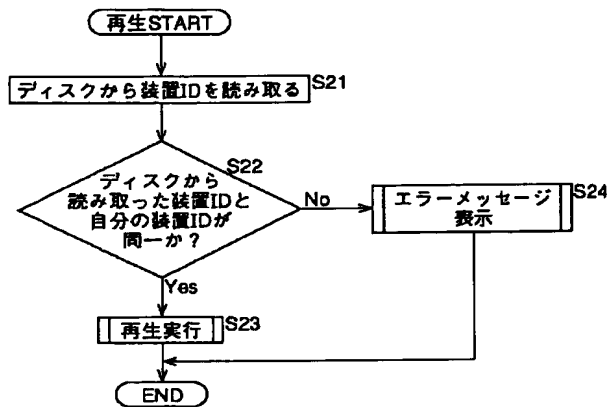 再生START
ディスクから装置IDを読み取る
S21
ディスクから
読み取った装置IDと
自分の装置IDが
同一か？
S22
No
エラーメッセージ
表示
S24
Yes
再生実行
S23
END